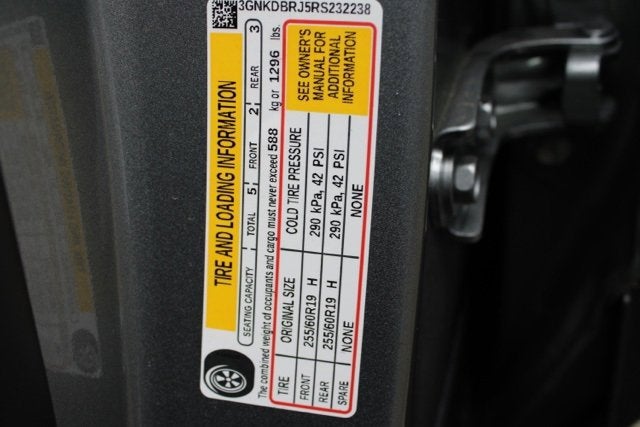 3GNKDBRJ5RS232238
TIRE AND LOADING INFORMATION
SEATING CAPACITY TOTAL 5 FRONT 2 REAR 3
The combined weight of occupants and cargo must never exceed 588 kg or 1296 lbs.
TIRE ORIGINAL SIZE COLD TIRE PRESSURE
FRONT 255/60R19 H 290 kPa, 42 PSI
REAR 255/60R19 H 290 kPa, 42 PSI
SPARE NONE NONE
SEE OWNER'S
MANUAL FOR
ADDITIONAL
INFORMATION